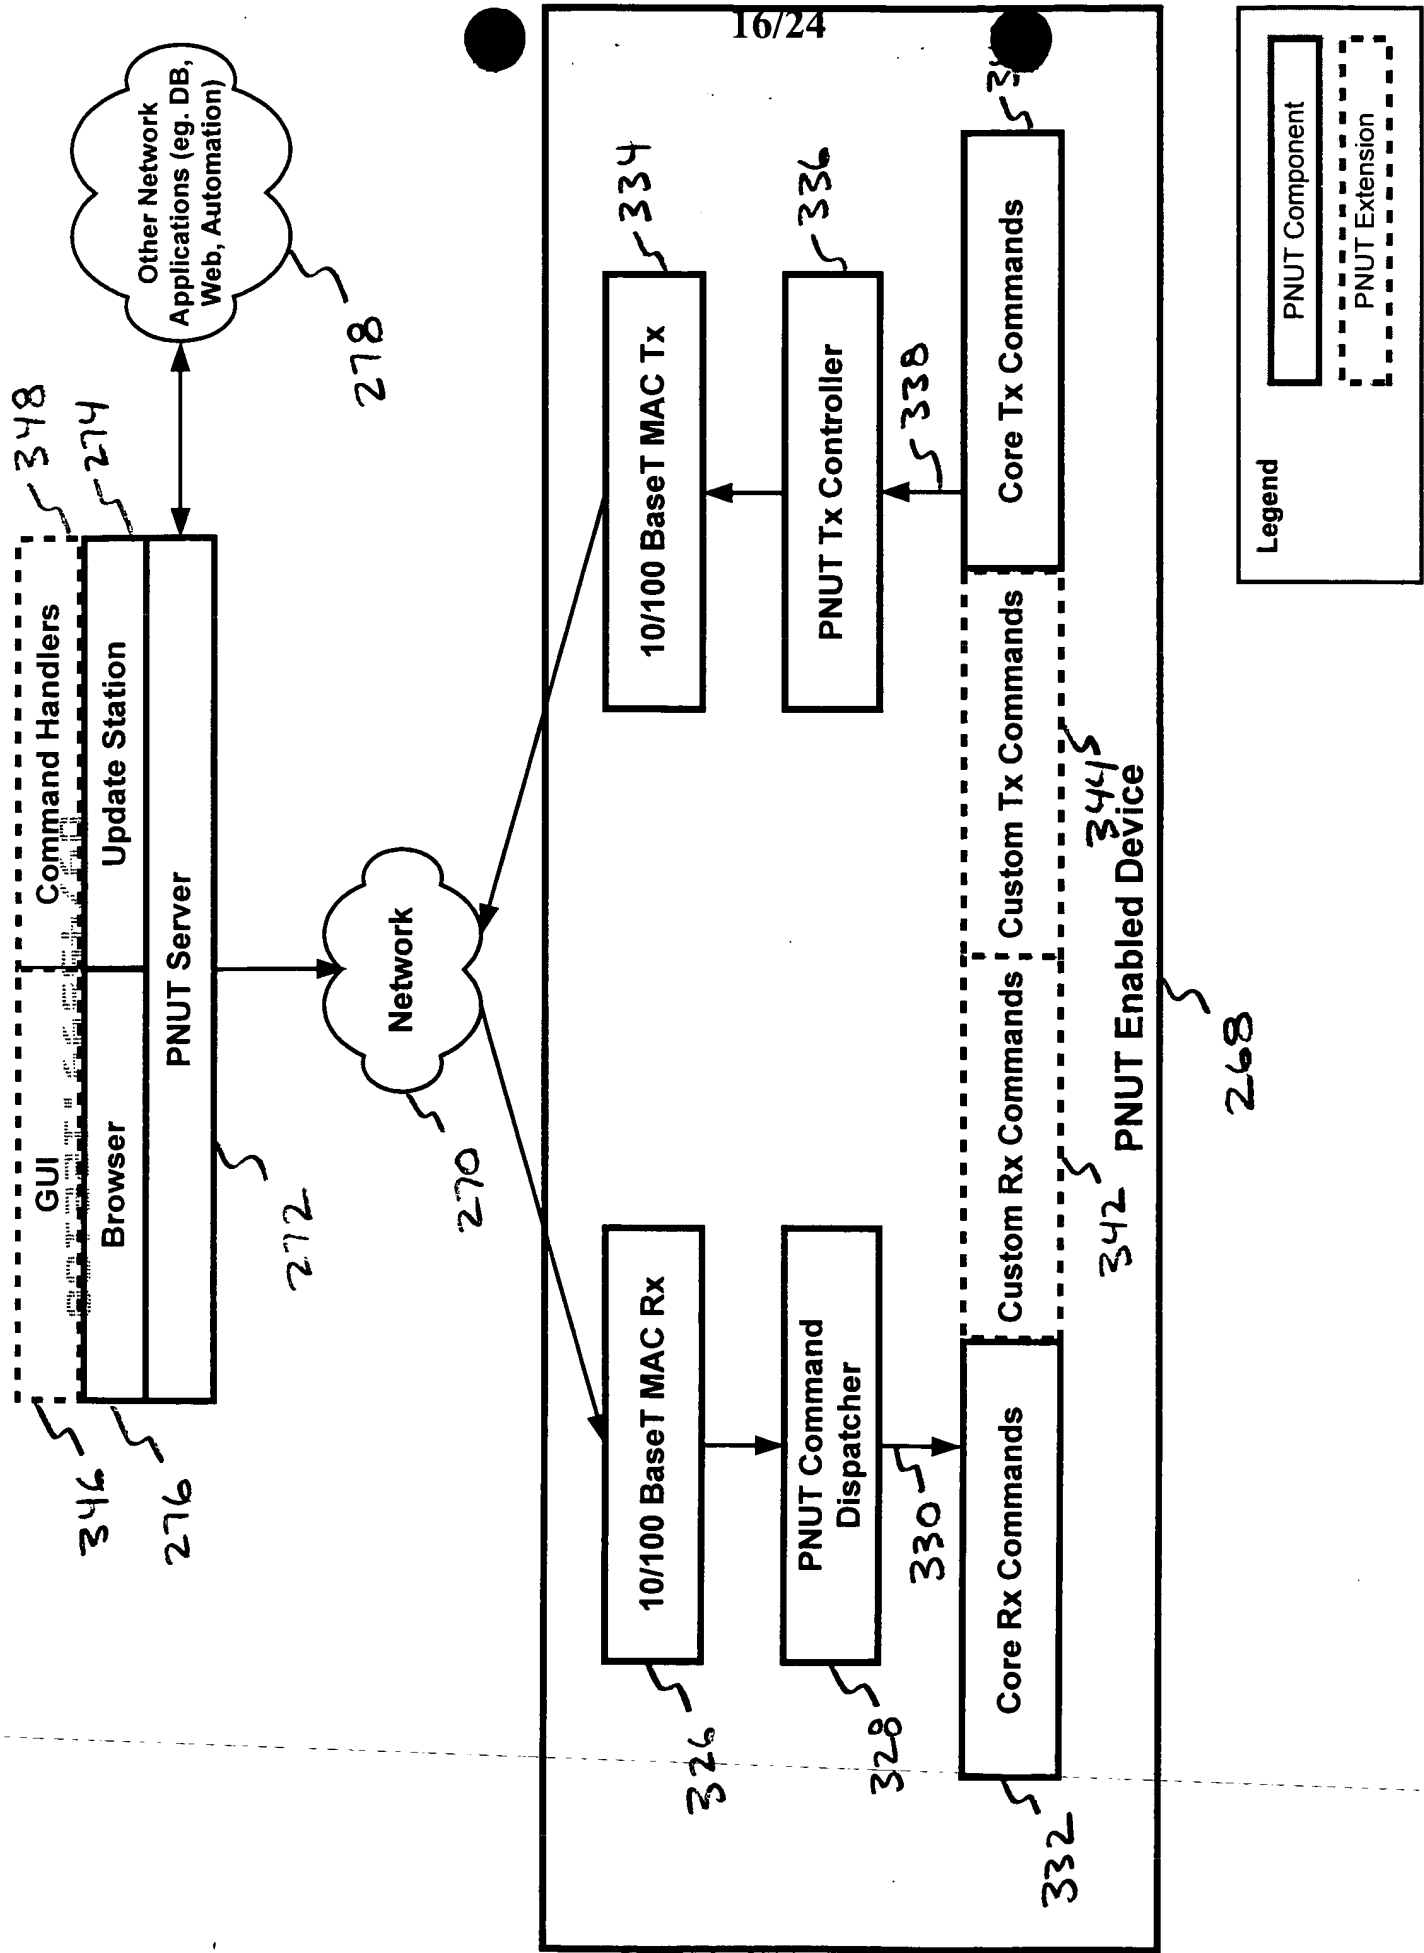 16/24
346
348
GUI
Command Handlers
276
274
Browser
Update Station
PNUT Server
272
Other Network
Applications (eg. DB,
Web, Automation)
278
Network
270
326
10/100 BaseT MAC Rx
10/100 BaseT MAC Tx
334
328
PNUT Command
Dispatcher
PNUT Tx Controller
336
330
338
332
Core Rx Commands
Custom Rx Commands
Custom Tx Commands
Core Tx Commands
342
344
PNUT Enabled Device
268
Legend
PNUT Component
PNUT Extension